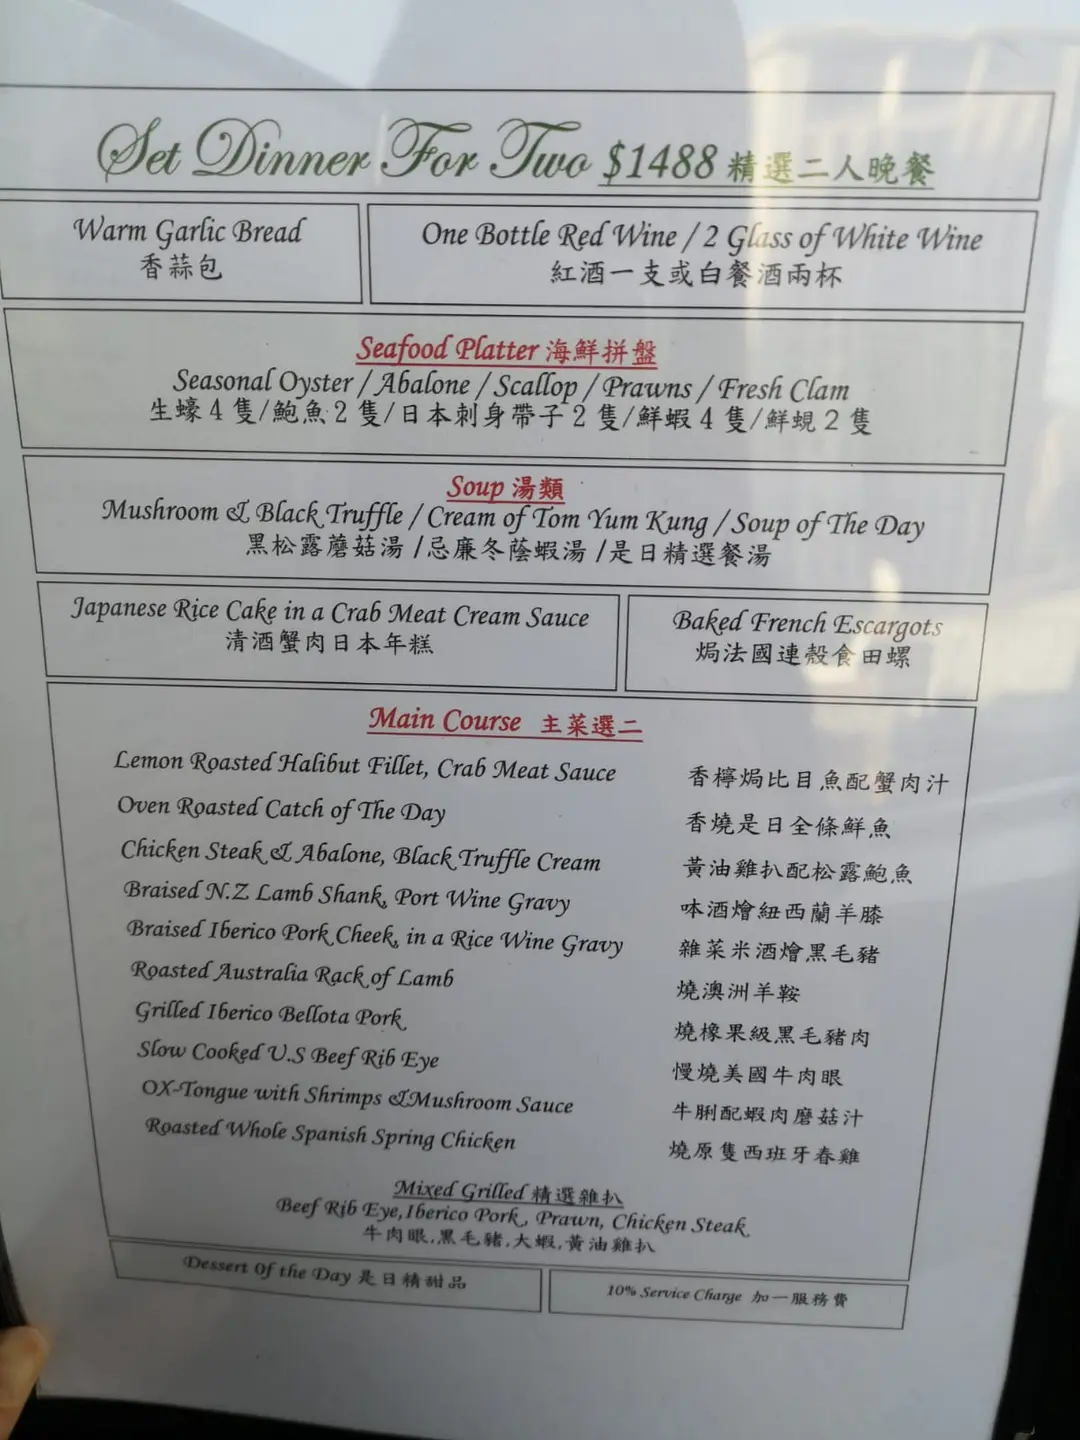 Set Dinner For Two $1488 精選二人晚餐
Warm Garlic Bread
香蒜包
One Bottle Red Wine / 2 Glass of White Wine
紅酒一支或白餐酒兩杯
Seafood Platter 海鮮拼盤
Seasonal Oyster / Abalone / Scallop / Prawns / Fresh Clam
生蠔 4 隻/鮑魚 2 隻/日本刺身帶子 2 隻/鮮蝦 4 隻/鮮蜆 2 隻
Soup 湯類
Mushroom & Black Truffle / Cream of Tom Yum Kung / Soup of The Day
黑松露蘑菇湯 /忌廉冬蔭蝦湯 /是日精選餐湯
Japanese Rice Cake in a Crab Meat Cream Sauce
清酒蟹肉日本年糕
Baked French Escargots
焗法國連殼食田螺
Main Course 主菜選二
Lemon Roasted Halibut Fillet, Crab Meat Sauce 香檸焗比目魚配蟹肉汁
Oven Roasted Catch of The Day 香燒是日全條鮮魚
Chicken Steak & Abalone, Black Truffle Cream 黃油雞扒配松露鮑魚
Braised N.Z Lamb Shank, Port Wine Gravy 砵酒燴紐西蘭羊膝
Braised Iberico Pork Cheek, in a Rice Wine Gravy 雜菜米酒燴黑毛豬
Roasted Australia Rack of Lamb 燒澳洲羊鞍
Grilled Iberico Bellota Pork 燒橡果級黑毛豬肉
Slow Cooked U.S Beef Rib Eye 慢燒美國牛肉眼
OX-Tongue with Shrimps &Mushroom Sauce 牛脷配蝦肉蘑菇汁
Roasted Whole Spanish Spring Chicken 燒原隻西班牙春雞
Mixed Grilled 精選雜扒
Beef Rib Eye, Iberico Pork, Prawn, Chicken Steak
牛肉眼,黑毛豬,大蝦,黃油雞扒
Dessert Of the Day 是日精甜品
10% Service Charge 加一服務費